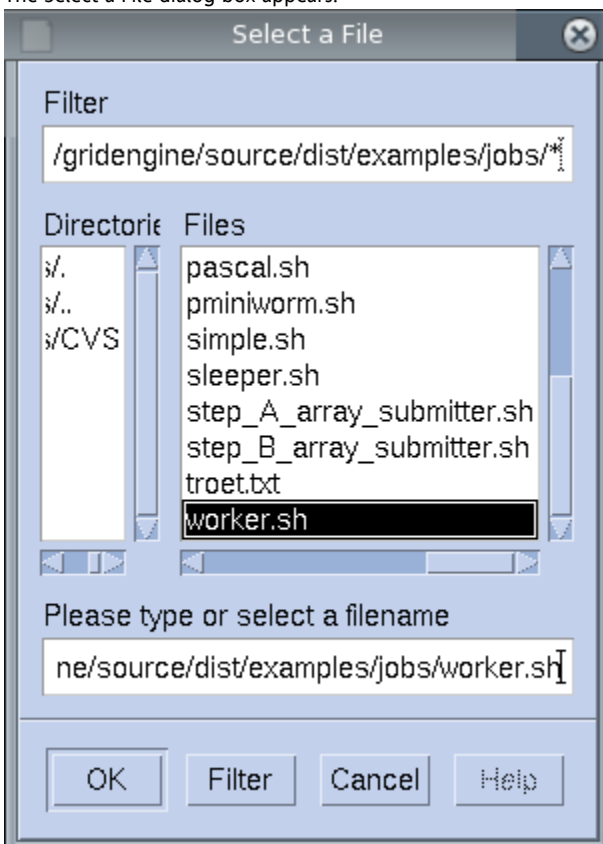 The Select a File dialog box appears.
Select a File
Filter
/gridengine/source/dist/examples/jobs/*
Directorie Files
s/.
s/..
s/CVS
pascal.sh
pminiworm.sh
simple.sh
sleeper.sh
step_A_array_submitter.sh
step_B_array_submitter.sh
troet.txt
worker.sh
Please type or select a filename
ne/source/dist/examples/jobs/worker.sh
OK Filter Cancel Help